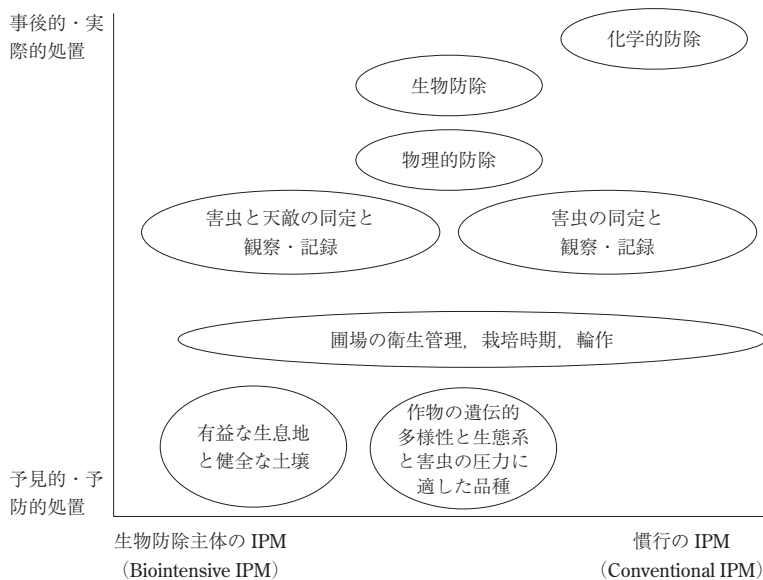 事後的・実
際的処置
化学的防除
生物防除
物理的防除
害虫と天敵の同定と
観察・記録
害虫の同定と
観察・記録
圃場の衛生管理，栽培時期，輪作
有益な生息地
と健全な土壌
作物の遺伝的
多様性と生態系
と害虫の圧力に
適した品種
予見的・予
防的処置
生物防除主体の IPM
（Biointensive IPM）
慣行の IPM
（Conventional IPM）